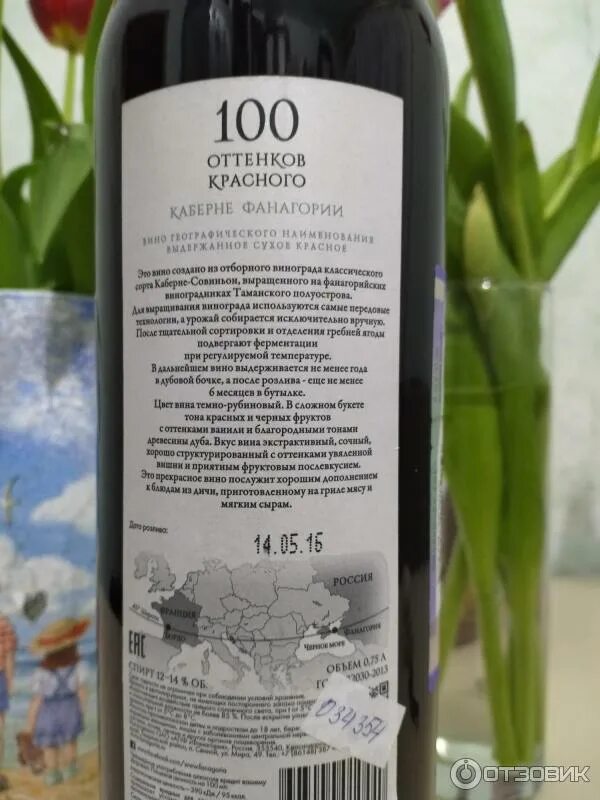 100
ОТТЕНКОВ
КРАСНОГО
КАБЕРНЕ ФАНАГОРИИ
ВИНО ГЕОГРАФИЧЕСКОГО НАИМЕНОВАНИЯ
ВЫДЕРЖАННОЕ СУХОЕ КРАСНОЕ
Это вино создано из отборного винограда классического
сорта Каберне-Совиньон, выращенного на фанагорийских
виноградниках Таманского полуострова.
Для выращивания винограда используются самые передовые
технологии, а урожай собирается исключительно вручную.
После тщательной сортировки и отделения гребней ягоды
подвергают ферментации
при регулируемой температуре.
В дальнейшем вино выдерживается не менее года
в дубовой бочке, а после розлива - еще не менее
6 месяцев в бутылке.
Цвет вина темно-рубиновый. В сложном букете
тона красных и черных фруктов
с оттенками ванили и благородными тонами
древесины дуба. Вкус вина экстрактивный, сочный,
хорошо структурированный с оттенками увяленной
вишни и приятным фруктовым послевкусием.
Это прекрасное вино послужит хорошим дополнением
к блюдам из дичи, приготовленному на гриле мясу и
мягким сырам.
Дата розлива:
14.05.16
РОССИЯ
ФРАНЦИЯ
БОРДО
ФАНАГОРИЯ
ЧЕРНОЕ МОРЕ
EAC
ОБЪЕМ 0,75 Л
СПИРТ 12-14 % ОБ.
2030-2013
034354
ОТЗОВИК